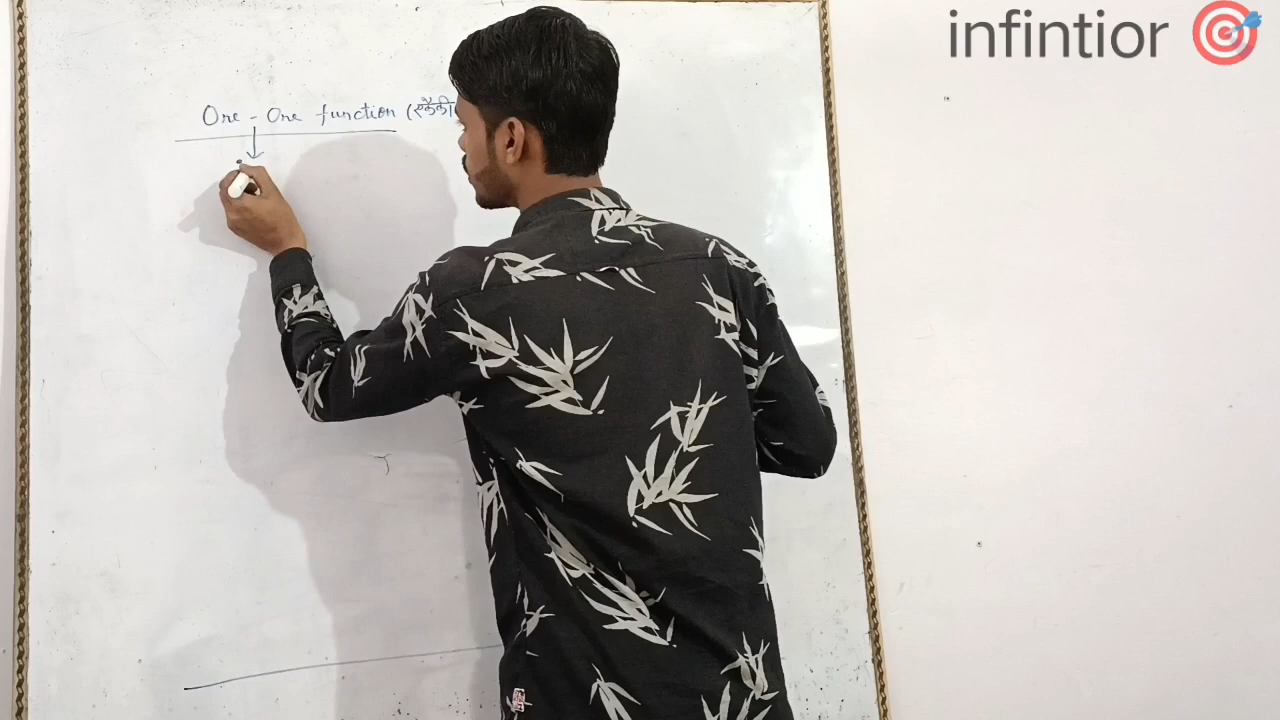 infintior
One - One function (एकैकी